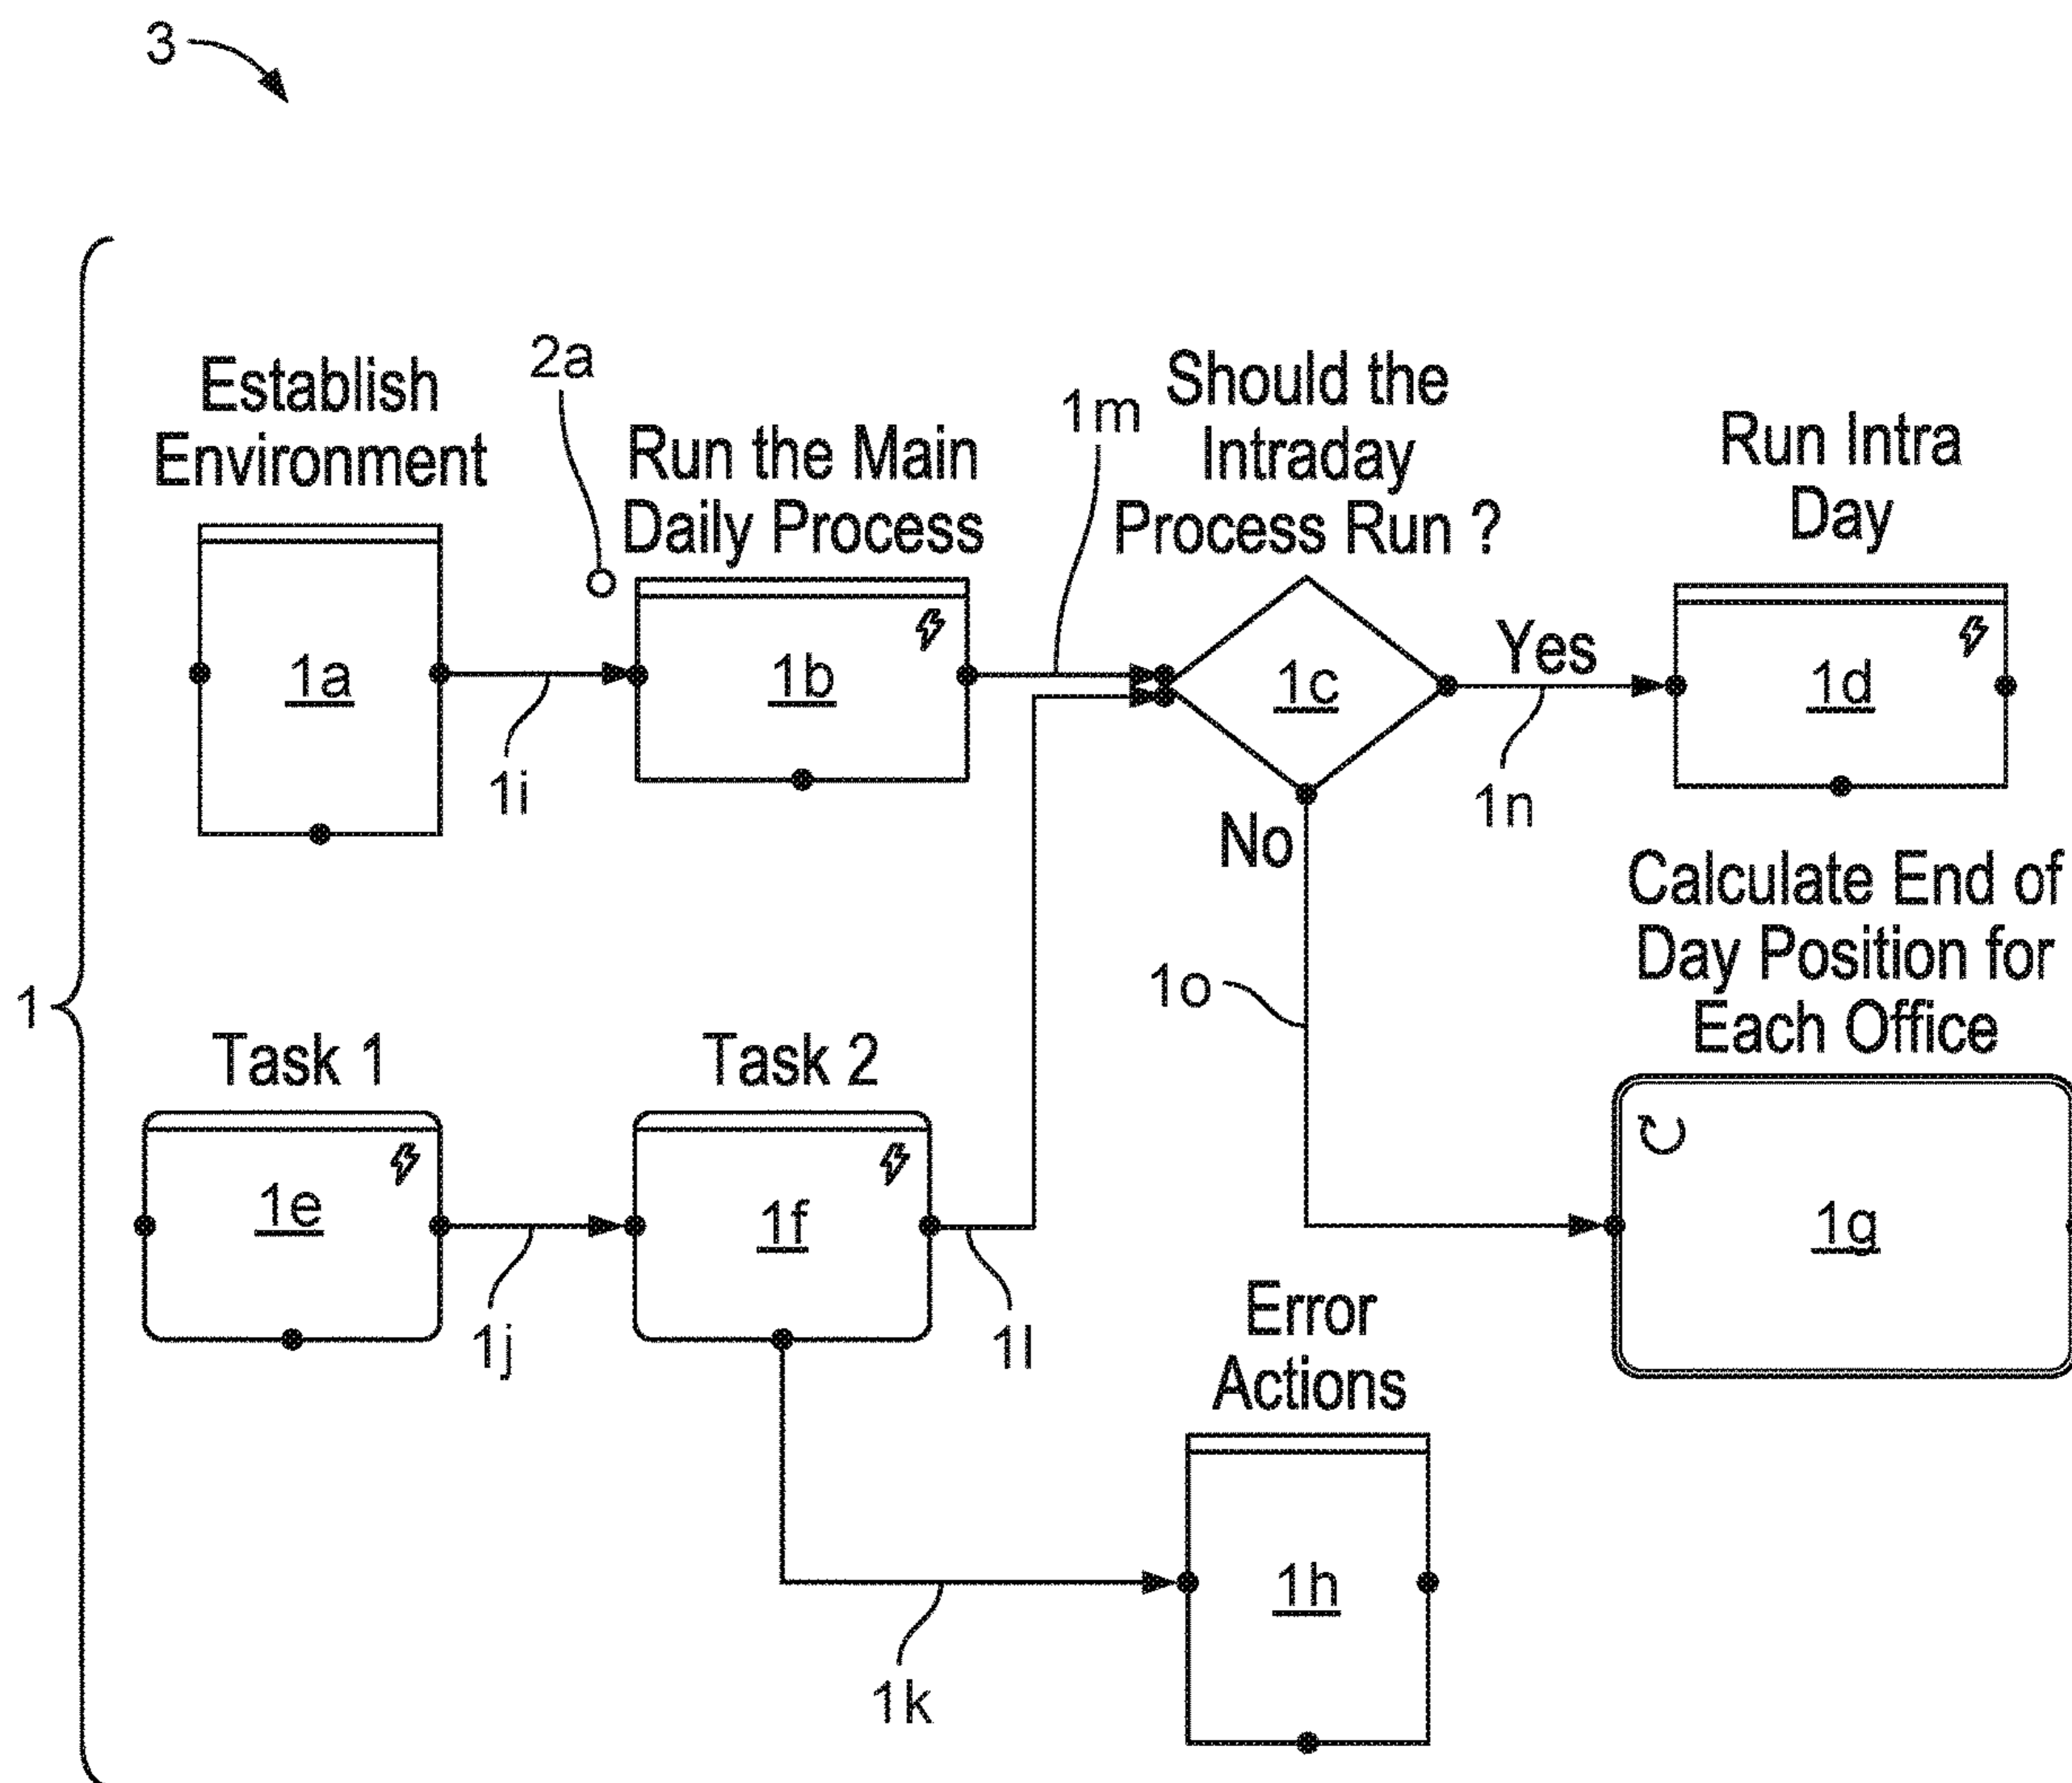 3
Establish
Environment
2a
Run the Main
Daily Process
1m
Should the
Intraday
Process Run ?
Run Intra
Day
1a
1i
1b
1c
Yes
1n
1d
No
1o
Calculate End of
Day Position for
Each Office
1
Task 1
Task 2
1e
1j
1f
1l
1g
Error
Actions
1k
1h